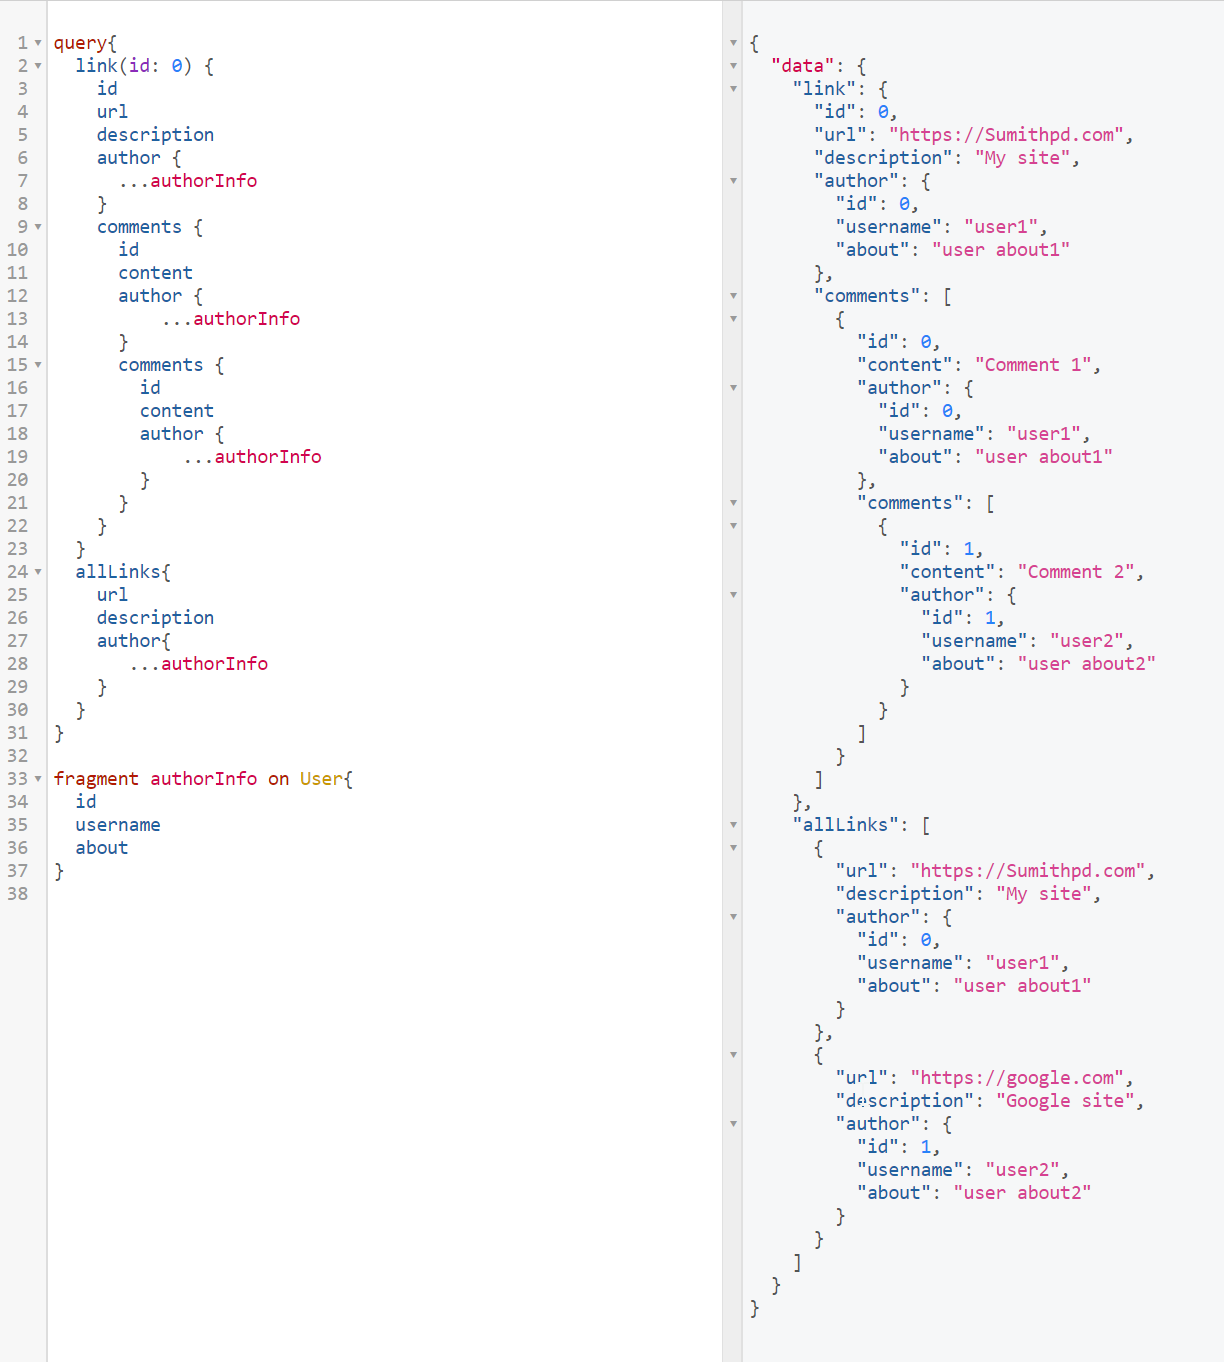 1 query{
2   link(id: 0) {
3     id
4     url
5     description
6     author {
7       ...authorInfo
8     }
9     comments {
10       id
11       content
12       author {
13           ...authorInfo
14       }
15       comments {
16         id
17         content
18         author {
19             ...authorInfo
20         }
21       }
22     }
23   }
24   allLinks{
25     url
26     description
27     author{
28        ...authorInfo
29     }
30   }
31 }
32
33 fragment authorInfo on User{
34   id
35   username
36   about
37 }
38
{
  "data": {
    "link": {
      "id": 0,
      "url": "https://Sumithpd.com",
      "description": "My site",
      "author": {
        "id": 0,
        "username": "user1",
        "about": "user about1"
      },
      "comments": [
        {
          "id": 0,
          "content": "Comment 1",
          "author": {
            "id": 0,
            "username": "user1",
            "about": "user about1"
          },
          "comments": [
            {
              "id": 1,
              "content": "Comment 2",
              "author": {
                "id": 1,
                "username": "user2",
                "about": "user about2"
              }
            }
          ]
        }
      ]
    },
    "allLinks": [
      {
        "url": "https://Sumithpd.com",
        "description": "My site",
        "author": {
          "id": 0,
          "username": "user1",
          "about": "user about1"
        }
      },
      {
        "url": "https://google.com",
        "description": "Google site",
        "author": {
          "id": 1,
          "username": "user2",
          "about": "user about2"
        }
      }
    ]
  }
}